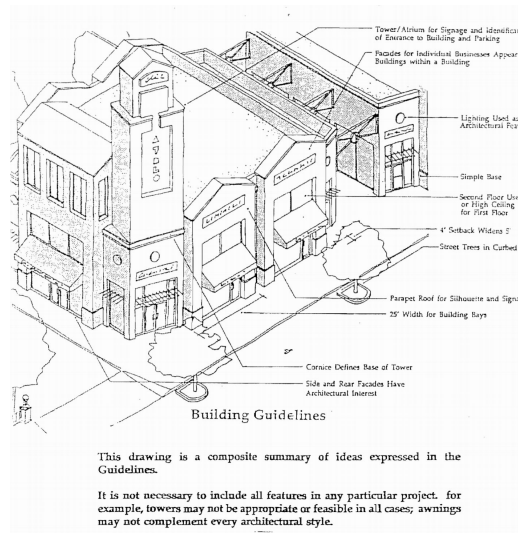 Tower/Atrium for Signage and Identifica
of Entrance to Building and Parking
Facades for Individual Businesses Appear
Buildings within a Building
Lighting Used as
Architectural Fea
Simple Base
Second Floor Use
or High Ceiling
for First Floor
4' Setback Widens 5'
Street Trees in Curbed
Parapet Roof for Silhouette and Signa
25' Width for Building Bays
Cornice Defines Base of Tower
Side and Rear Facades Have
Architectural Interest
Building Guidelines
This drawing is a composite summary of ideas expressed in the
Guidelines.
It is not necessary to include all features in any particular project. for
example, towers may not be appropriate or feasible in all cases; awnings
may not complement every architectural style.